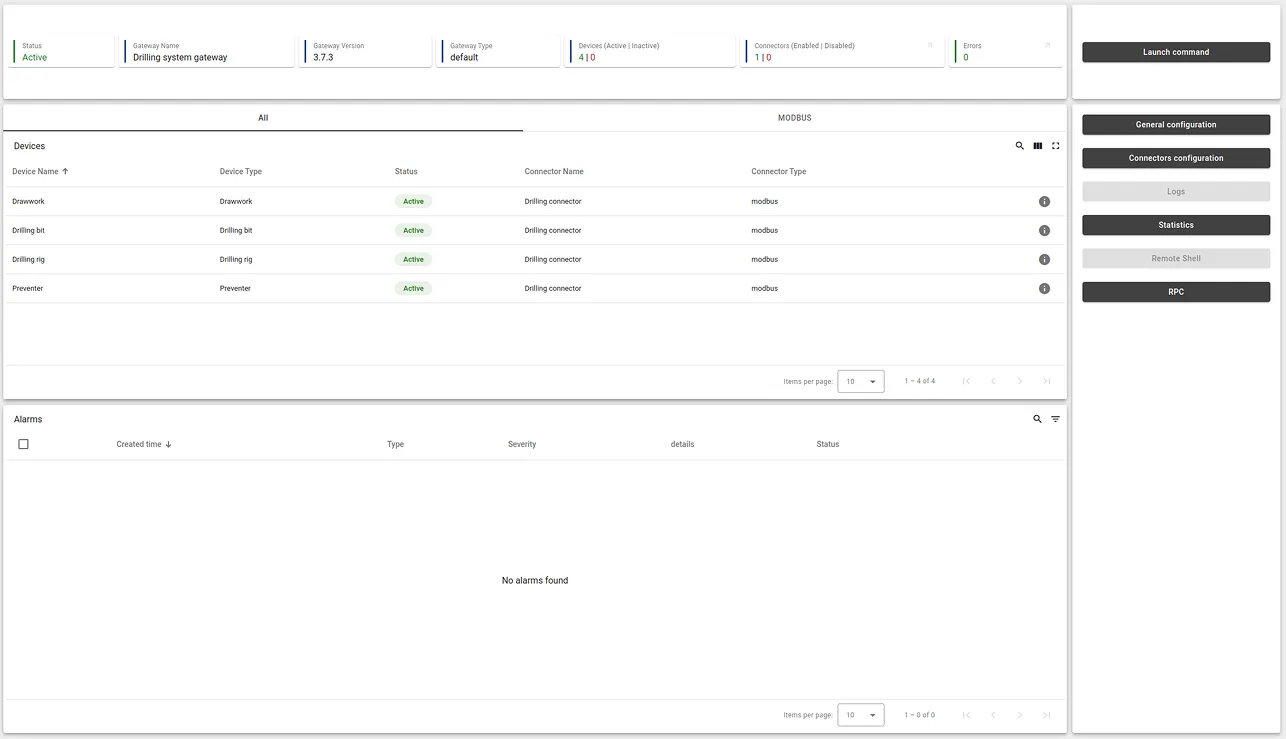 Status
Active
Gateway Name
Drilling system gateway
Gateway Version
3.7.3
Gateway Type
default
Devices (Active | Inactive)
4 | 0
Connectors (Enabled | Disabled)
1 | 0
Errors
0
Launch command
All
MODBUS
Devices
Device Name Device Type Status Connector Name Connector Type
Drawwork Drawwork Active Drilling connector modbus
Drilling bit Drilling bit Active Drilling connector modbus
Drilling rig Drilling rig Active Drilling connector modbus
Preventer Preventer Active Drilling connector modbus
Items per page: 10 1 – 4 of 4
Alarms
Created time Type Severity details Status
No alarms found
Items per page: 10 1 – 0 of 0
General configuration
Connectors configuration
Logs
Statistics
Remote Shell
RPC